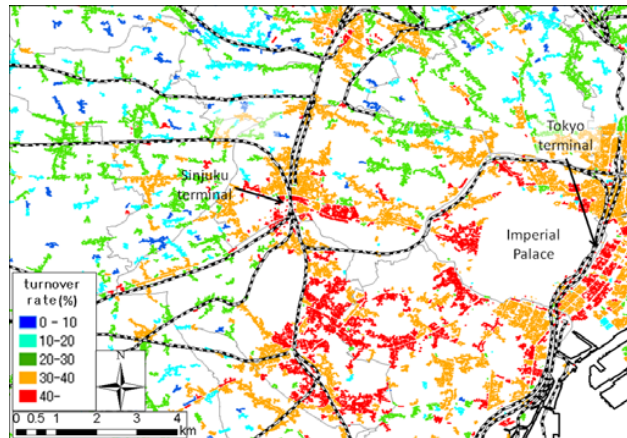 Tokyo
terminal
Sinjuku
terminal
Imperial
Palace
turnover
rate(%)
0 - 10
10-20
20-30
30-40
40-
N
0 0.5 1 2 3 4
km